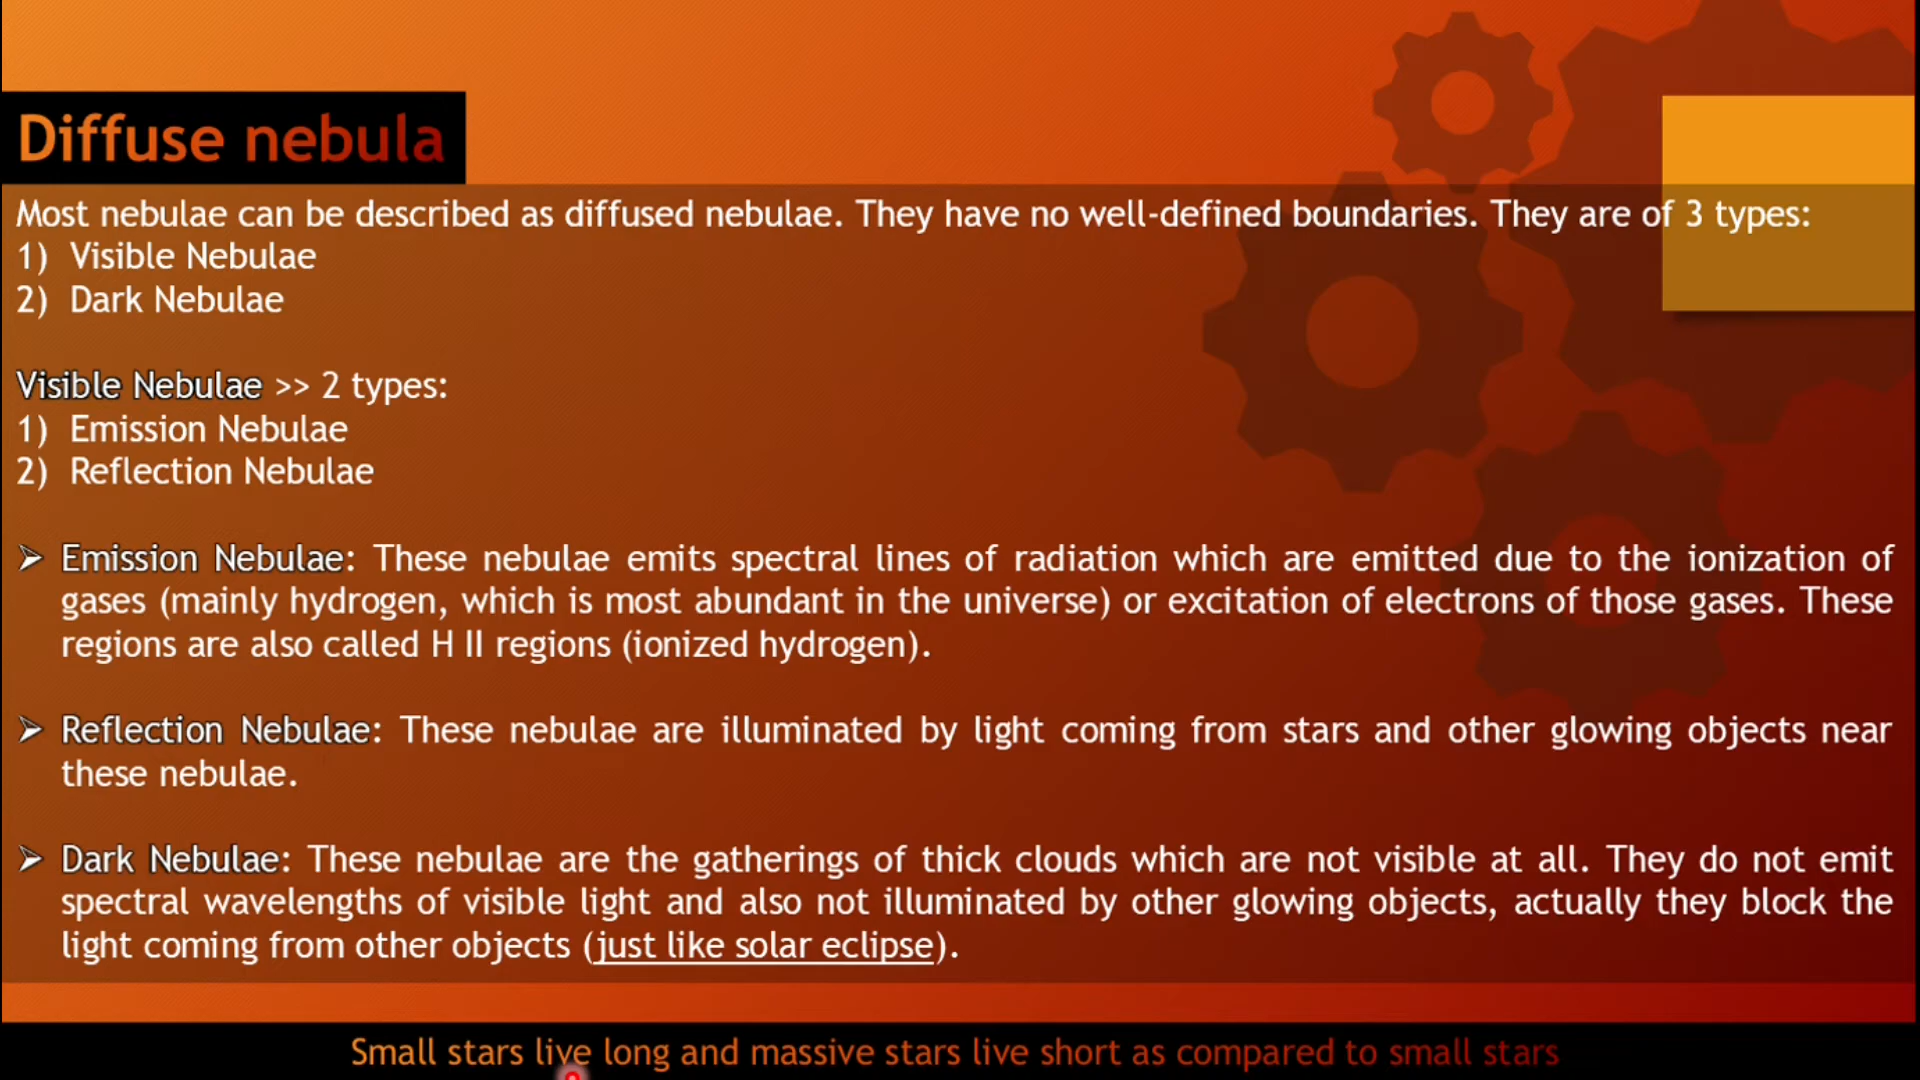 Diffuse nebula
Most nebulae can be described as diffused nebulae. They have no well-defined boundaries. They are of 3 types:
1) Visible Nebulae
2) Dark Nebulae
Visible Nebulae >> 2 types:
1) Emission Nebulae
2) Reflection Nebulae
➢ Emission Nebulae: These nebulae emits spectral lines of radiation which are emitted due to the ionization of
gases (mainly hydrogen, which is most abundant in the universe) or excitation of electrons of those gases. These
regions are also called H II regions (ionized hydrogen).
➢ Reflection Nebulae: These nebulae are illuminated by light coming from stars and other glowing objects near
these nebulae.
➢ Dark Nebulae: These nebulae are the gatherings of thick clouds which are not visible at all. They do not emit
spectral wavelengths of visible light and also not illuminated by other glowing objects, actually they block the
light coming from other objects (just like solar eclipse).
Small stars live long and massive stars live short as compared to small stars